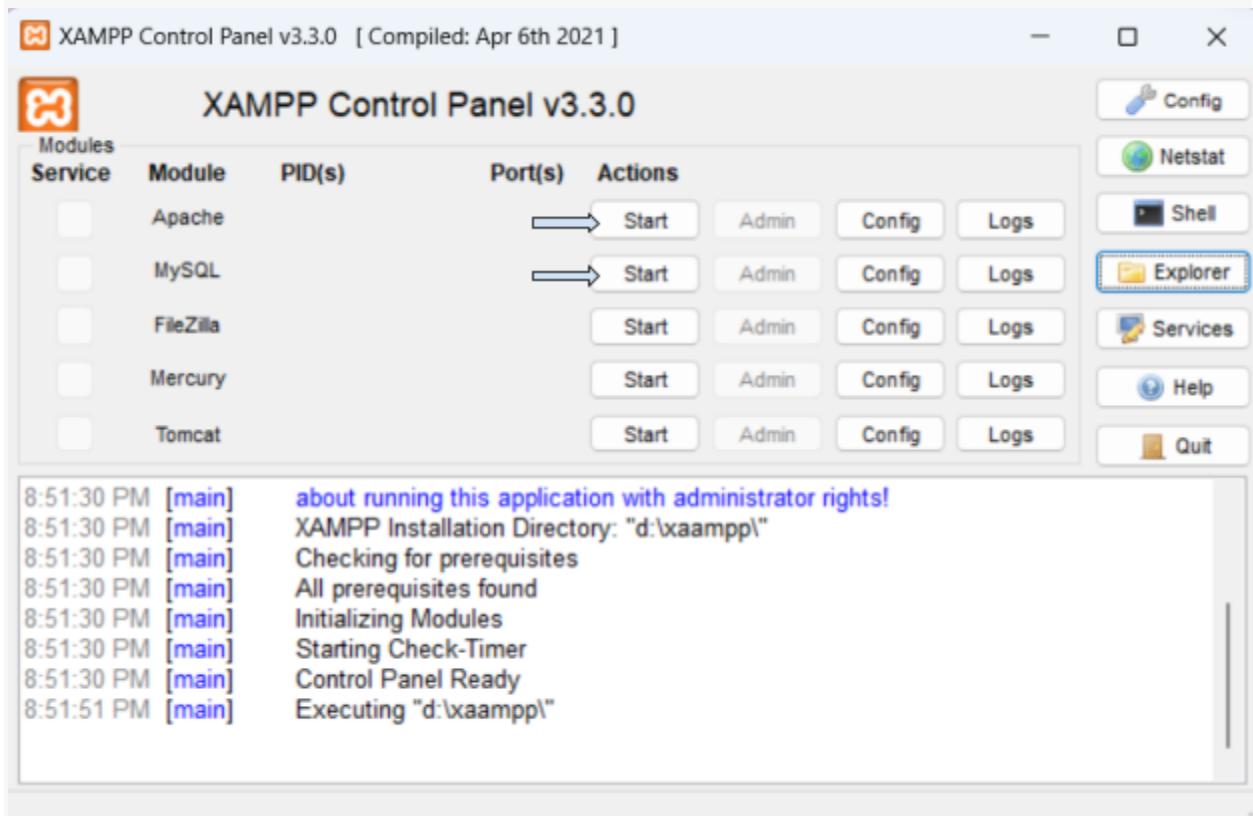 XAMPP Control Panel v3.3.0 [ Compiled: Apr 6th 2021 ]
XAMPP Control Panel v3.3.0
Config
Modules
Service Module PID(s) Port(s) Actions
Netstat
Apache Start Admin Config Logs
Shell
MySQL Start Admin Config Logs
Explorer
FileZilla Start Admin Config Logs
Services
Mercury Start Admin Config Logs
Help
Tomcat Start Admin Config Logs
Quit
8:51:30 PM [main] about running this application with administrator rights!
8:51:30 PM [main] XAMPP Installation Directory: "d:\xaampp\"
8:51:30 PM [main] Checking for prerequisites
8:51:30 PM [main] All prerequisites found
8:51:30 PM [main] Initializing Modules
8:51:30 PM [main] Starting Check-Timer
8:51:30 PM [main] Control Panel Ready
8:51:51 PM [main] Executing "d:\xaampp\"